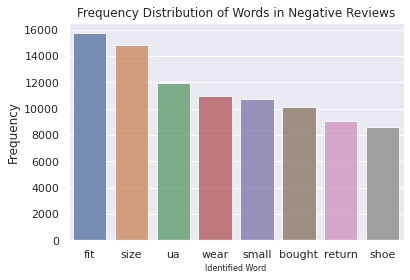 Frequency Distribution of Words in Negative Reviews
Frequency
16000
14000
12000
10000
8000
6000
4000
2000
0
fit size ua wear small bought return shoe
Identified Word